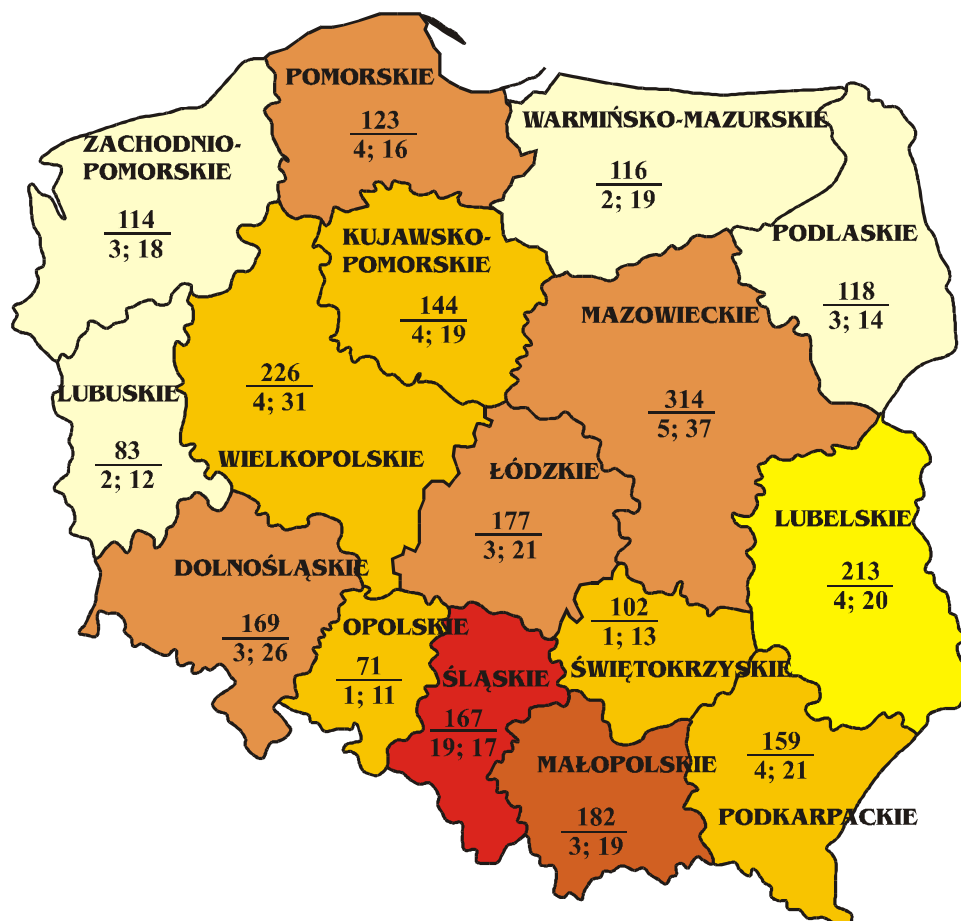 POMORSKIE
123
4; 16
WARMIŃSKO-MAZURSKIE
116
2; 19
ZACHODNIO-
POMORSKIE
114
3; 18
KUJAWSKO-
POMORSKIE
144
4; 19
PODLASKIE
118
3; 14
MAZOWIECKIE
314
5; 37
LUBUSKIE
83
2; 12
226
4; 31
WIELKOPOLSKIE
ŁÓDZKIE
177
3; 21
LUBELSKIE
213
4; 20
DOLNOŚLĄSKIE
169
3; 26
OPOLSKIE
71
1; 11
ŚLĄSKIE
167
19; 17
102
1; 13
ŚWIĘTOKRZYSKIE
MAŁOPOLSKIE
182
3; 19
159
4; 21
PODKARPACKIE